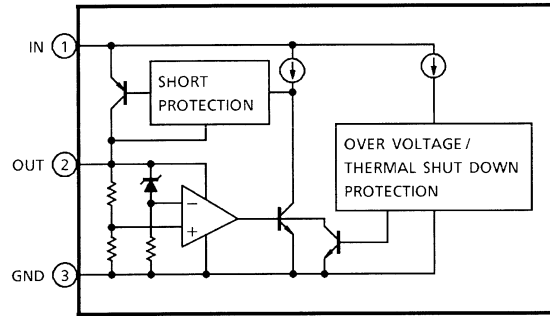 IN 1
SHORT
PROTECTION
OVER VOLTAGE /
THERMAL SHUT DOWN
PROTECTION
OUT 2
−
+
GND 3